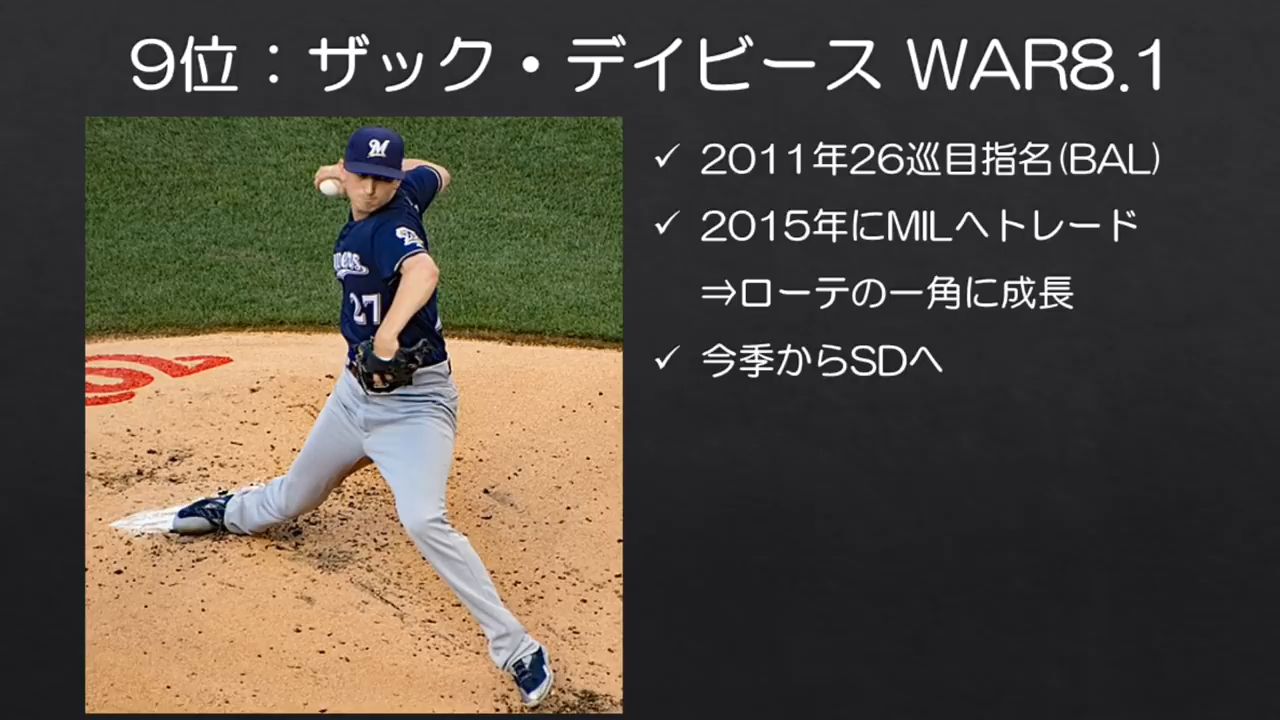 9位：ザック・デイビース WAR8.1
✓ 2011年26巡目指名(BAL)
✓ 2015年にMILへトレード
⇒ローテの一角に成長
✓ 今季からSDへ
M
27